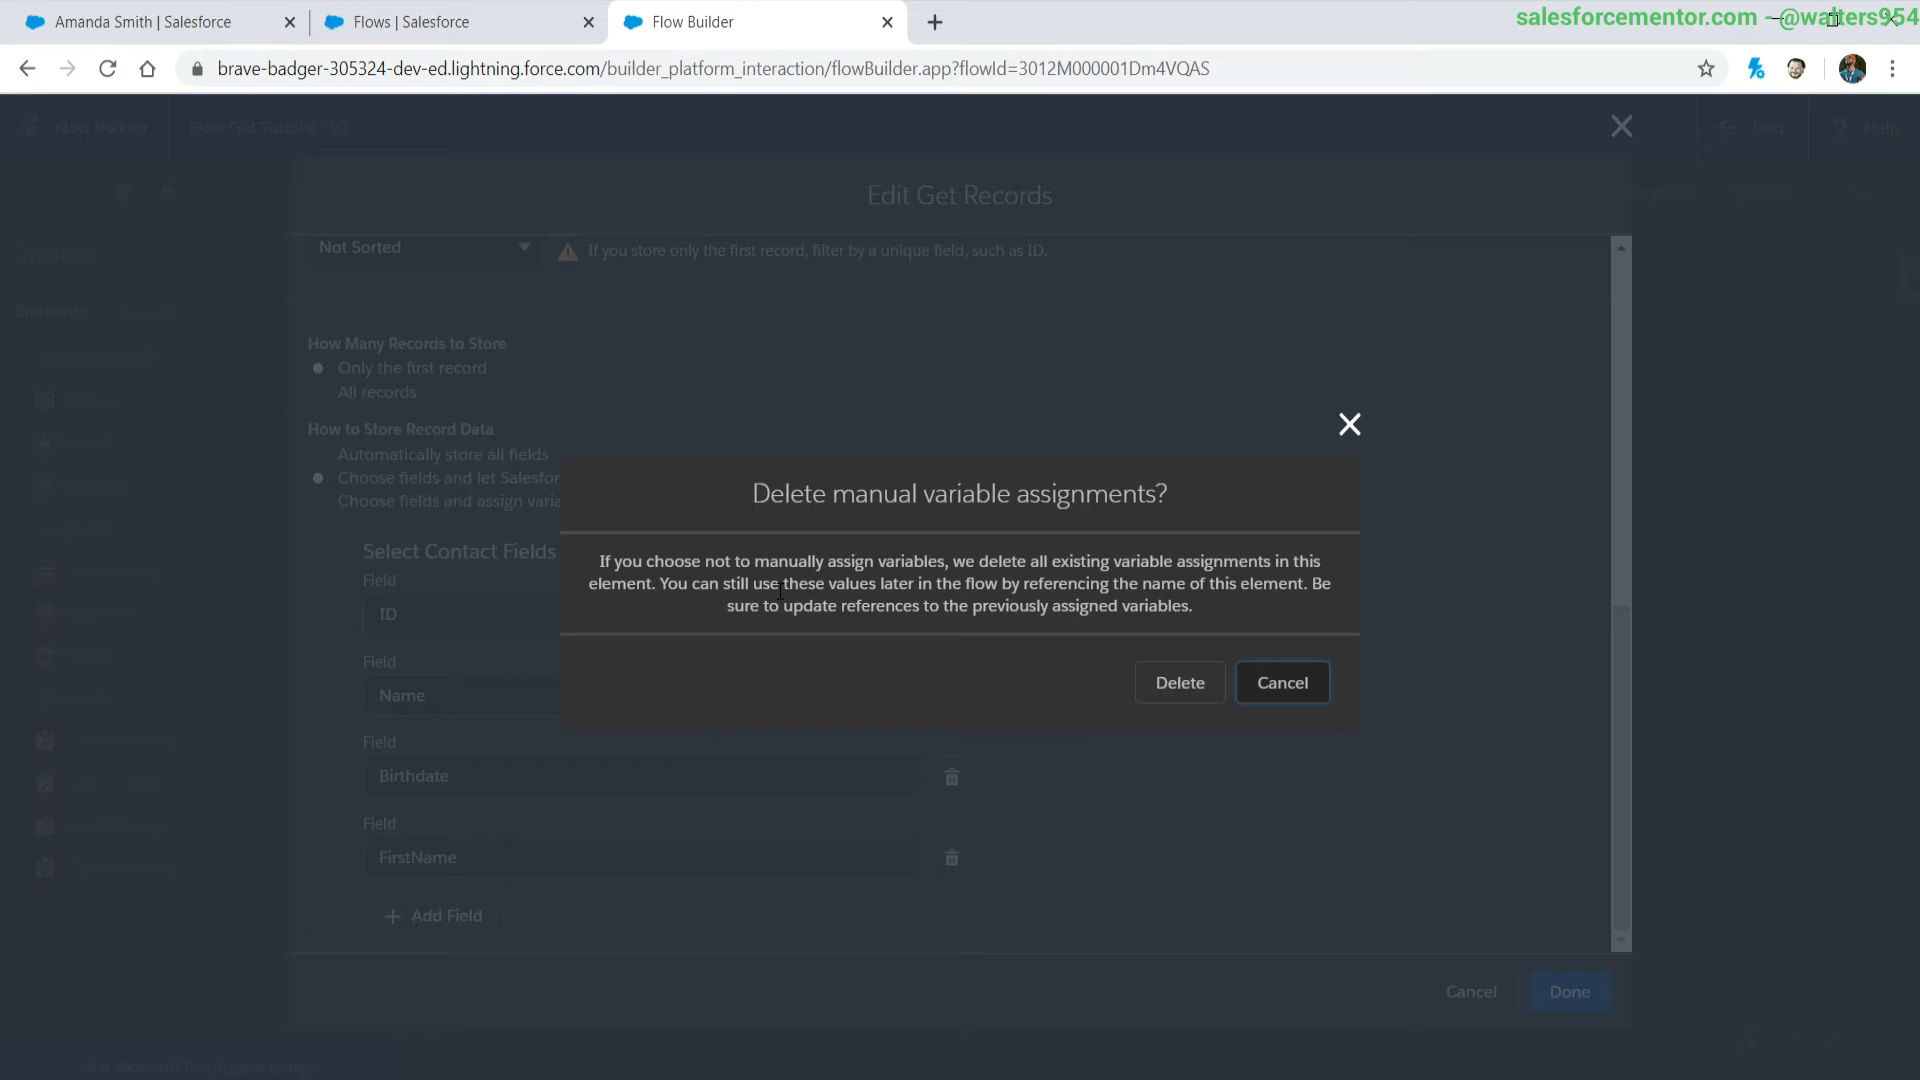 Amanda Smith | Salesforce
Flows | Salesforce
Flow Builder
salesforcementor.com - @walters954
brave-badger-305324-dev-ed.lightning.force.com/builder_platform_interaction/flowBuilder.app?flowId=3012M000001Dm4VQAS
Flow Builder
Back
Help
Edit Get Records
Not Sorted
If you store only the first record, filter by a unique field, such as ID.
Elements
How Many Records to Store
Only the first record
All records
How to Store Record Data
Automatically store all fields
Choose fields and let Salesfor
Choose fields and assign varia
Delete manual variable assignments?
If you choose not to manually assign variables, we delete all existing variable assignments in this
element. You can still use these values later in the flow by referencing the name of this element. Be
sure to update references to the previously assigned variables.
Delete
Cancel
Select Contact Fields
Field
ID
Field
Name
Field
Birthdate
Field
FirstName
+ Add Field
Cancel
Done